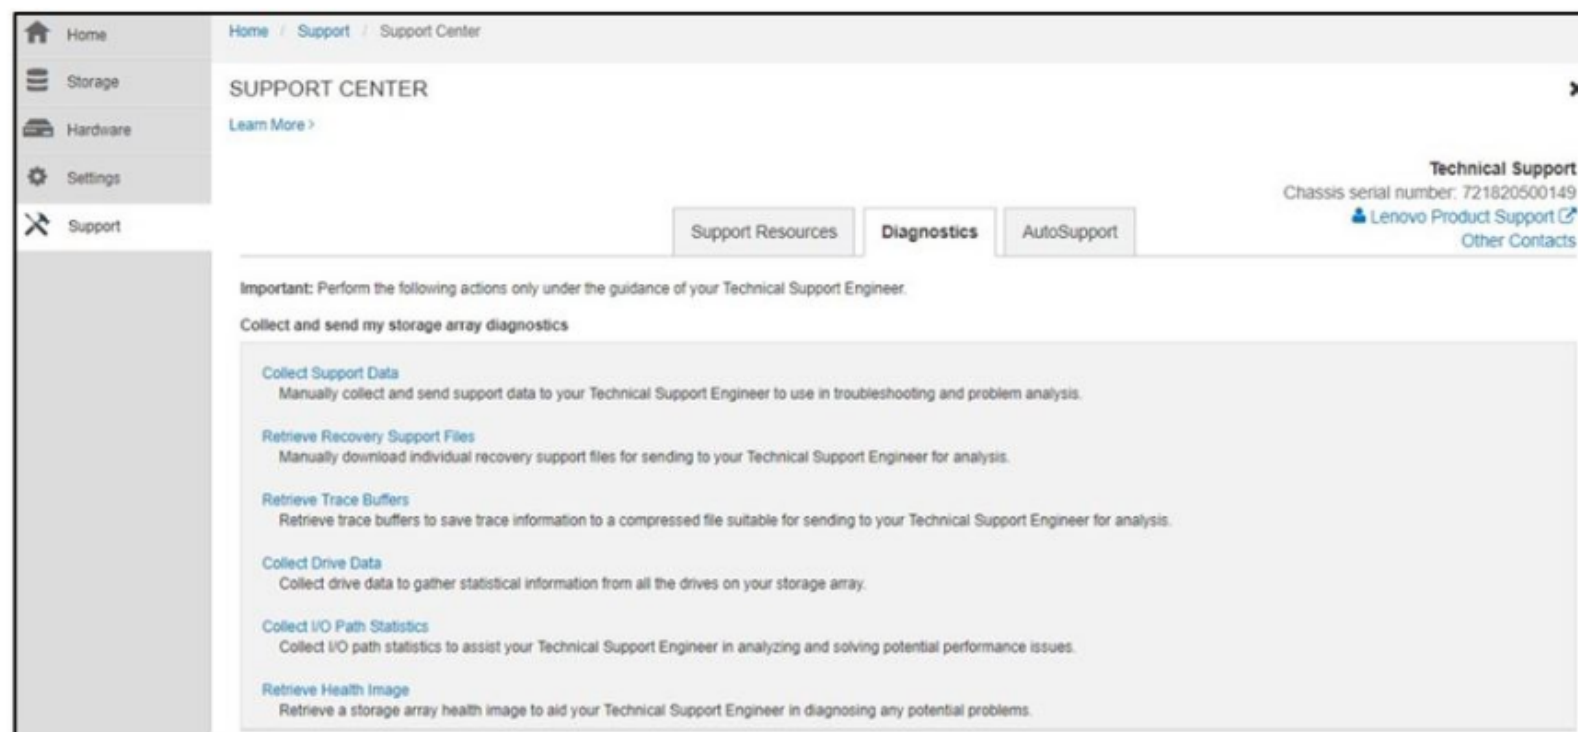 Home
Storage
Hardware
Settings
Support
Home / Support / Support Center
SUPPORT CENTER
Learn More >
Technical Support
Chassis serial number: 721820500149
Lenovo Product Support
Other Contacts
Support Resources
Diagnostics
AutoSupport
Important: Perform the following actions only under the guidance of your Technical Support Engineer.
Collect and send my storage array diagnostics
Collect Support Data
Manually collect and send support data to your Technical Support Engineer to use in troubleshooting and problem analysis.
Retrieve Recovery Support Files
Manually download individual recovery support files for sending to your Technical Support Engineer for analysis.
Retrieve Trace Buffers
Retrieve trace buffers to save trace information to a compressed file suitable for sending to your Technical Support Engineer for analysis.
Collect Drive Data
Collect drive data to gather statistical information from all the drives on your storage array.
Collect I/O Path Statistics
Collect I/O path statistics to assist your Technical Support Engineer in analyzing and solving potential performance issues.
Retrieve Health Image
Retrieve a storage array health image to aid your Technical Support Engineer in diagnosing any potential problems.